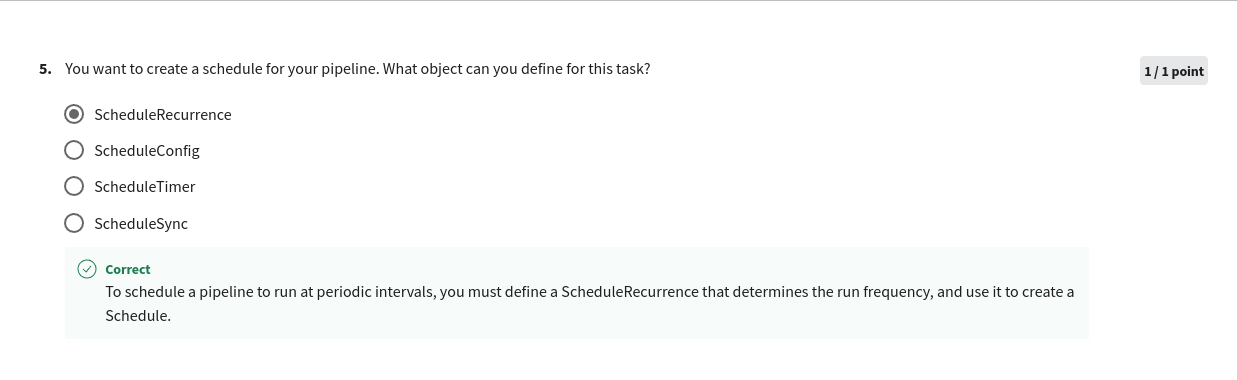 5. You want to create a schedule for your pipeline. What object can you define for this task?
1 / 1 point
ScheduleRecurrence
ScheduleConfig
ScheduleTimer
ScheduleSync
Correct
To schedule a pipeline to run at periodic intervals, you must define a ScheduleRecurrence that determines the run frequency, and use it to create a
Schedule.